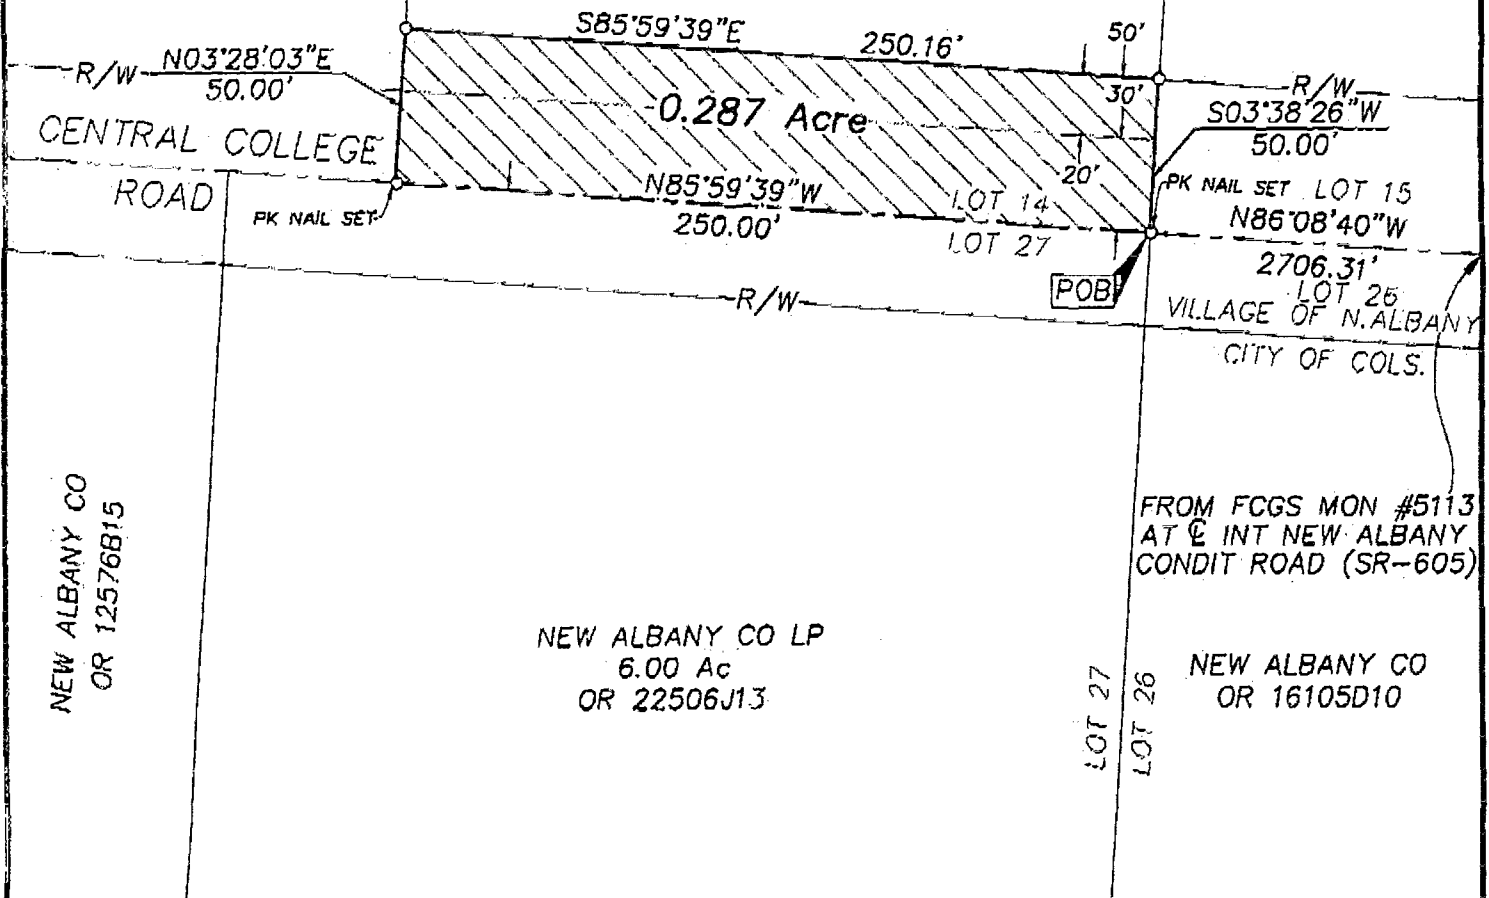 S85°59'39"E
250.16'
50'
R/W
N03°28'03"E
50.00'
R/W
30'
0.287 Acre
S03°38'26"W
50.00'
CENTRAL COLLEGE
ROAD
20'
PK NAIL SET
N85°59'39"W
250.00'
LOT 14
LOT 27
PK NAIL SET
LOT 15
N86°08'40"W
2706.31'
LOT 26
POB
R/W
VILLAGE OF N.ALBANY
CITY OF COLS.
FROM FCGS MON #5113
AT ℄ INT NEW ALBANY
CONDIT ROAD (SR-605)
NEW ALBANY CO
OR 12576B15
NEW ALBANY CO LP
6.00 Ac
OR 22506J13
LOT 27
LOT 26
NEW ALBANY CO
OR 16105D10